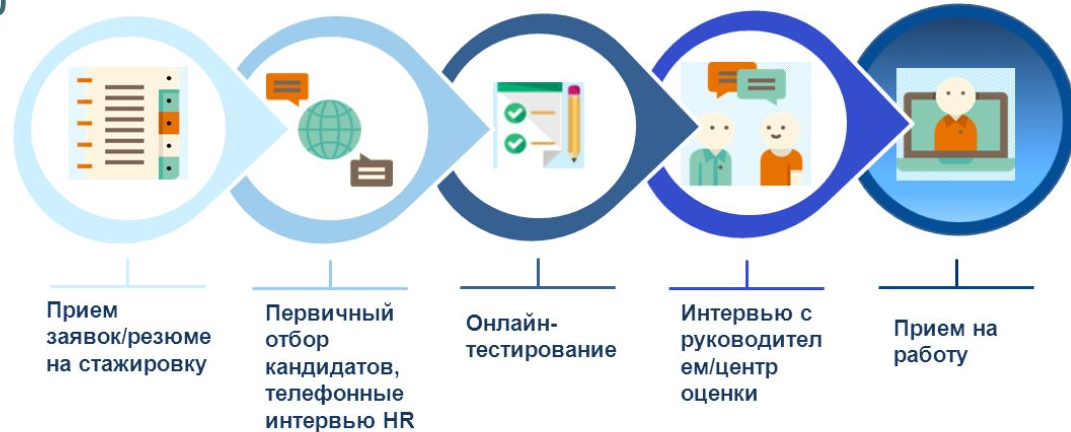 Прием
заявок/резюме
на стажировку
Первичный
отбор
кандидатов,
телефонные
интервью HR
Онлайн-
тестирование
Интервью с
руководител
ем/центр
оценки
Прием на
работу